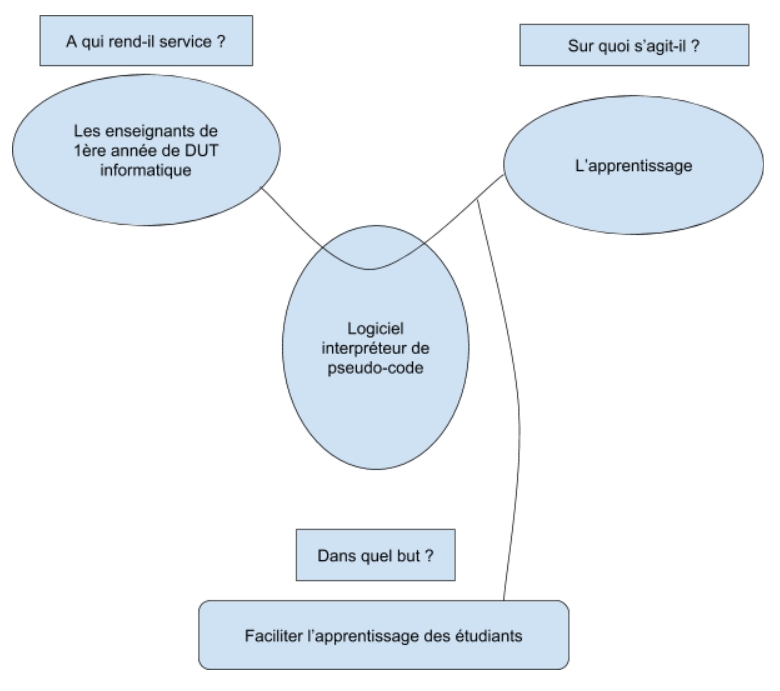 A qui rend-il service ?
Sur quoi s’agit-il ?
Les enseignants de
1ère année de DUT
informatique
L’apprentissage
Logiciel
interpréteur de
pseudo-code
Dans quel but ?
Faciliter l’apprentissage des étudiants